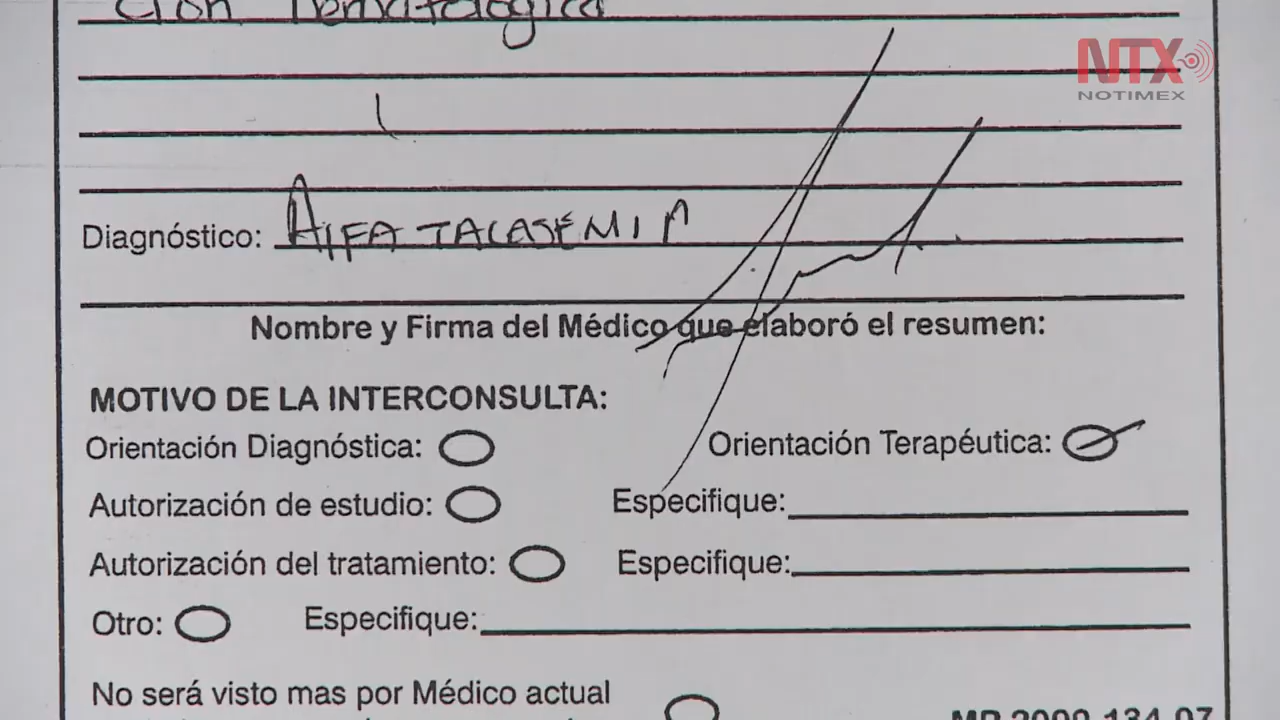 ción Hematológica
NTX
NOTIMEX
Diagnóstico: Alfa TALASEMIA
Nombre y Firma del Médico que elaboró el resumen:
MOTIVO DE LA INTERCONSULTA:
Orientación Diagnóstica: Orientación Terapéutica:
Autorización de estudio: Especifique:
Autorización del tratamiento: Especifique:
Otro: Especifique:
No será visto mas por Médico actual